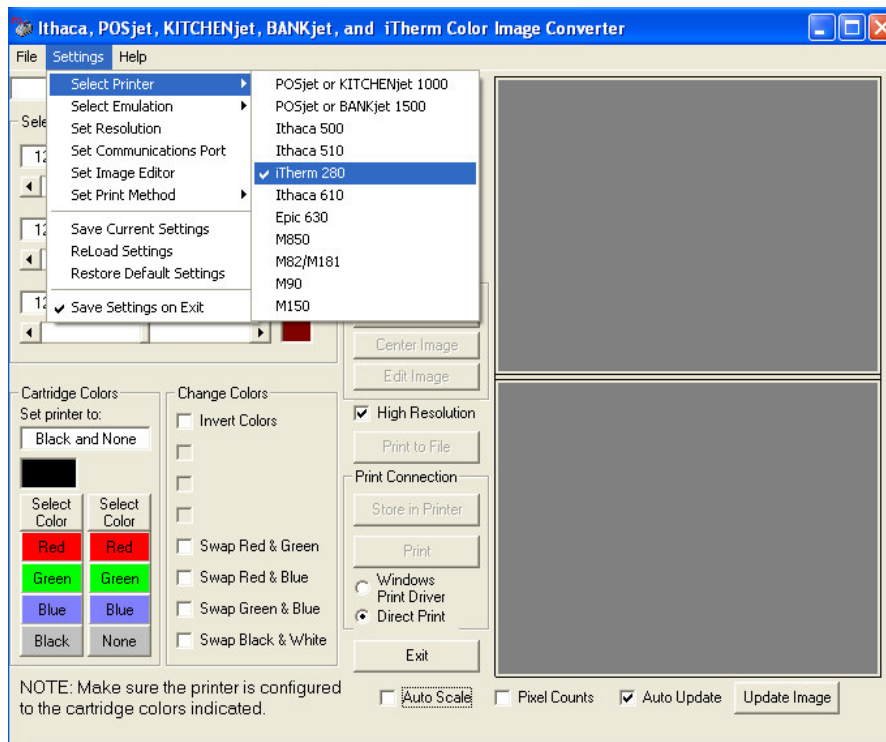 Ithaca, POSjet, KITCHENjet, BANKjet, and iTherm Color Image Converter
File Settings Help
Select Printer
Select Emulation
Set Resolution
Set Communications Port
Set Image Editor
Set Print Method
Save Current Settings
ReLoad Settings
Restore Default Settings
Save Settings on Exit
POSjet or KITCHENjet 1000
POSjet or BANKjet 1500
Ithaca 500
Ithaca 510
iTherm 280
Ithaca 610
Epic 630
M850
M82/M181
M90
M150
Center Image
Edit Image
High Resolution
Print to File
Print Connection
Store in Printer
Print
Windows
Print Driver
Direct Print
Exit
Cartridge Colors
Set printer to:
Black and None
Select
Color
Select
Color
Red Red
Green Green
Blue Blue
Black None
Change Colors
Invert Colors
Swap Red & Green
Swap Red & Blue
Swap Green & Blue
Swap Black & White
NOTE: Make sure the printer is configured
to the cartridge colors indicated.
Auto Scale Pixel Counts Auto Update Update Image